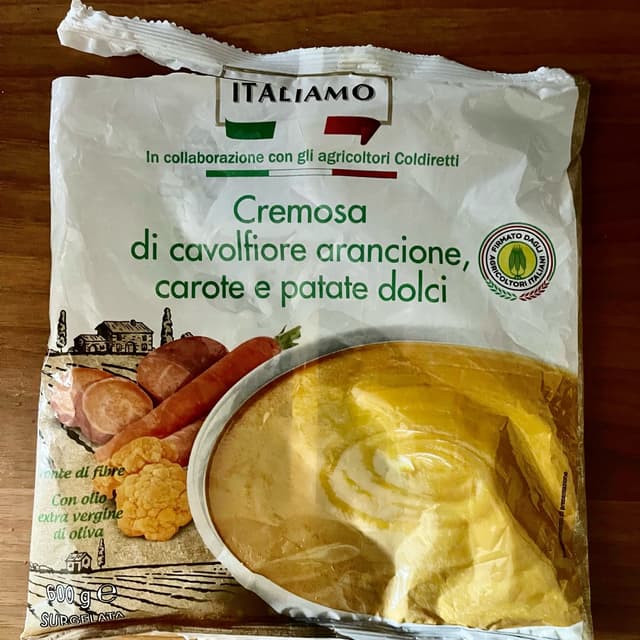 ITALIAMO
In collaborazione con gli agricoltori Coldiretti
Cremosa
di cavolfiore arancione,
carote e patate dolci
FIRMATO DAGLI
AGRICOLTORI ITALIANI
di fibre
Con olio
extra vergine
di oliva
600 g e
SURGELATA